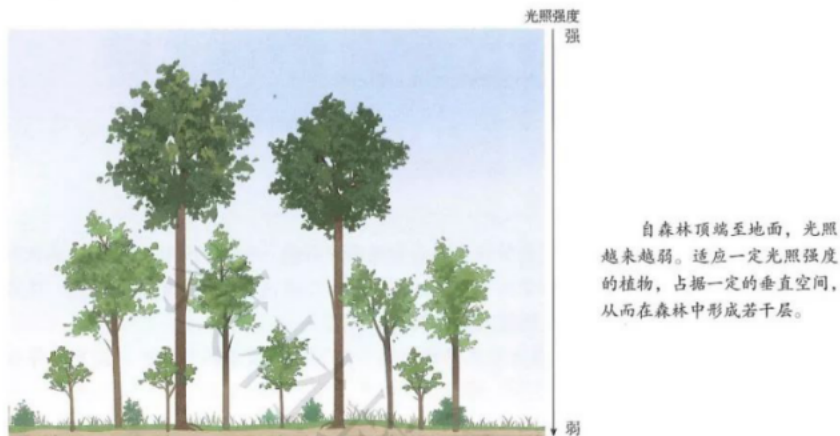 光照强度
强
自森林顶端至地面，光照
越来越弱。适应一定光照强度
的植物，占据一定的垂直空间，
从而在森林中形成若干层。
弱